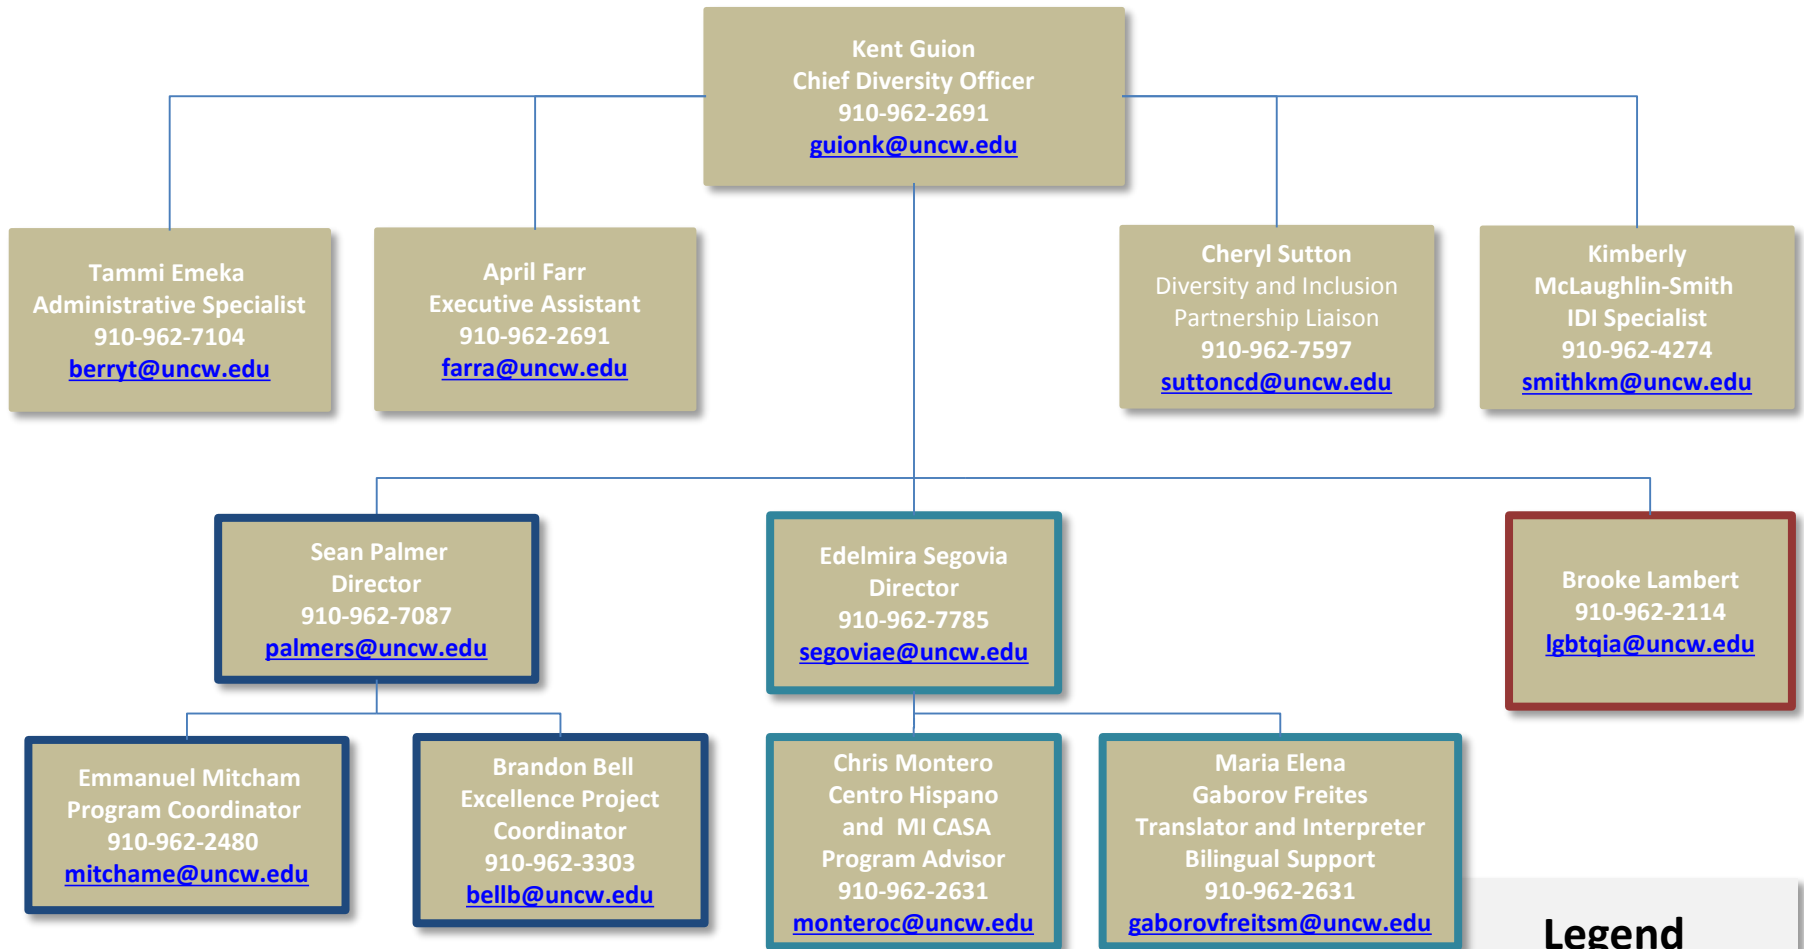 Kent Guion
Chief Diversity Officer
910-962-2691
guionk@uncw.edu
Tammi Emeka
Administrative Specialist
910-962-7104
berryt@uncw.edu
April Farr
Executive Assistant
910-962-2691
farra@uncw.edu
Cheryl Sutton
Diversity and Inclusion
Partnership Liaison
910-962-7597
suttoncd@uncw.edu
Kimberly
McLaughlin-Smith
IDI Specialist
910-962-4274
smithkm@uncw.edu
Sean Palmer
Director
910-962-7087
palmers@uncw.edu
Edelmira Segovia
Director
910-962-7785
segoviae@uncw.edu
Brooke Lambert
910-962-2114
lgbtqia@uncw.edu
Emmanuel Mitcham
Program Coordinator
910-962-2480
mitchame@uncw.edu
Brandon Bell
Excellence Project
Coordinator
910-962-3303
bellb@uncw.edu
Chris Montero
Centro Hispano
and MI CASA
Program Advisor
910-962-2631
monteroc@uncw.edu
Maria Elena
Gaborov Freites
Translator and Interpreter
Bilingual Support
910-962-2631
gaborovfreitsm@uncw.edu
Legend